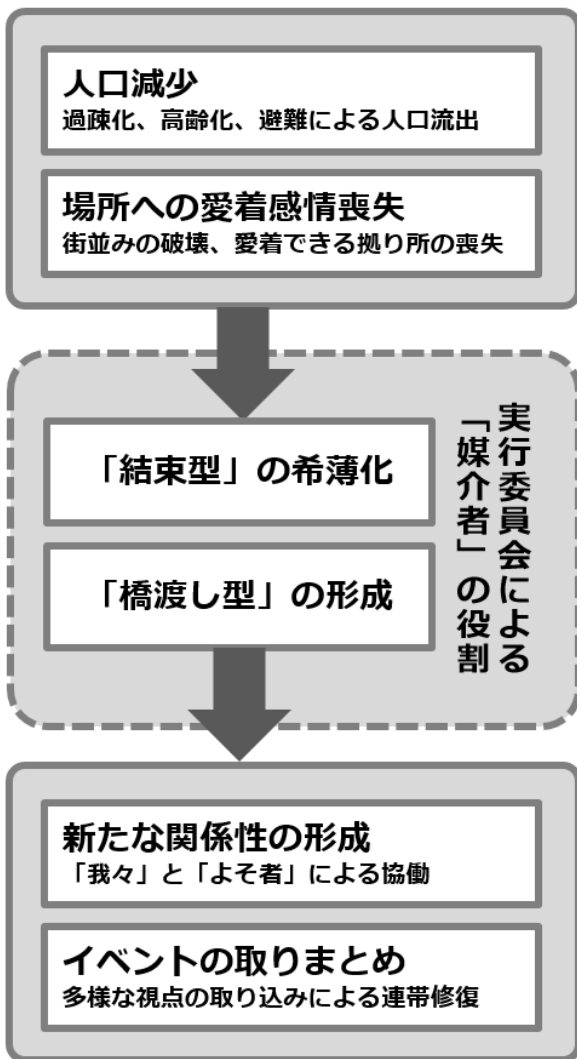 人口減少
過疎化、高齢化、避難による人口流出
場所への愛着感情喪失
街並みの破壊、愛着できる拠り所の喪失
「結束型」の希薄化
「橋渡し型」の形成
実行委員会による
「媒介者」の役割
新たな関係性の形成
「我々」と「よそ者」による協働
イベントの取りまとめ
多様な視点の取り込みによる連帯修復